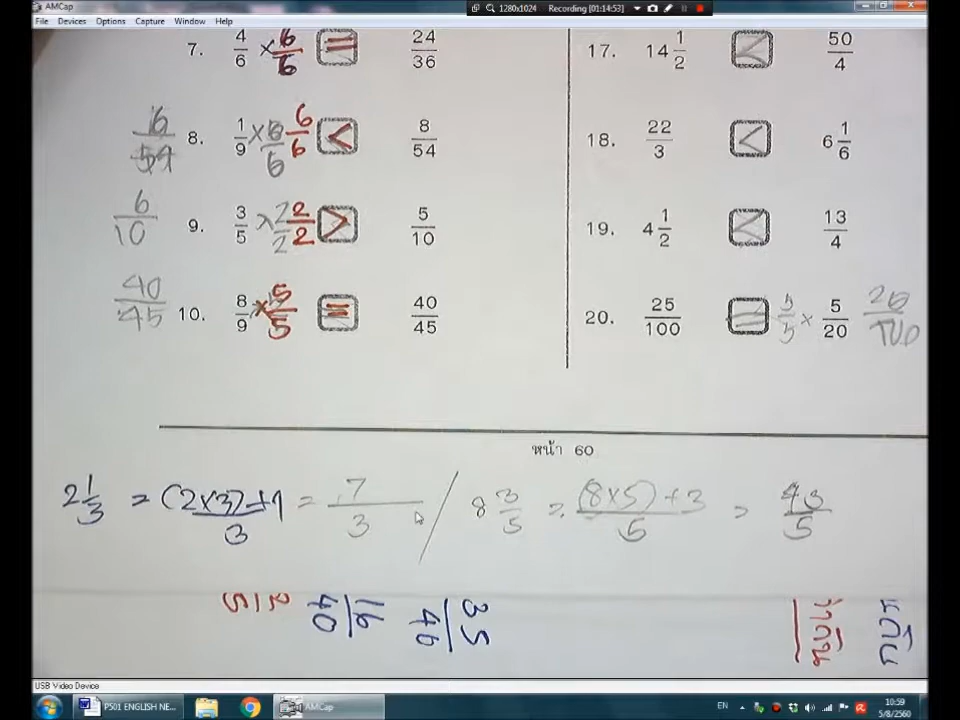 AMCap
1280x1024 Recording (01:14:53)
File Devices Options Capture Window Help
7. 4/6 × 6/6 = 24/36
17. 14 1/2 < 50/4
8. 1/9 × 6/6 < 8/54
18. 22/3 < 6 1/6
6/10 9. 3/5 × 2/2 > 5/10
19. 4 1/2 < 13/4
40/45 10. 8/9 × 5/5 = 40/45
20. 25/100 = 5/5 × 5/20
หน้า 60
2 1/3 = (2×3)+1/3 = 7/3 / 8 3/5 = (8×5)+3/5 = 43/5
16/40
USB Video Device
P501 ENGLISH NE... AMCap EN 10:59
5/8/2560